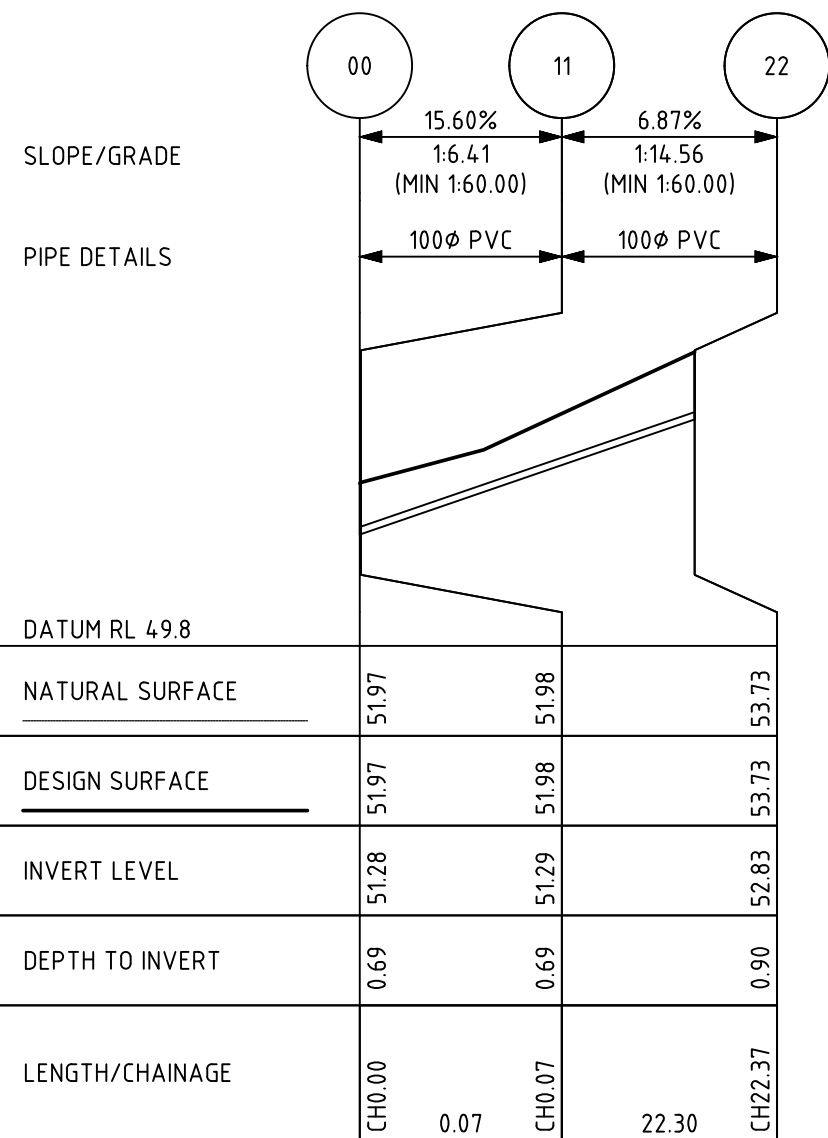 00 11 22
15.60% 6.87%
SLOPE/GRADE 1:6.41 1:14.56
(MIN 1:60.00) (MIN 1:60.00)
PIPE DETAILS 100Ø PVC 100Ø PVC
DATUM RL 49.8
NATURAL SURFACE 51.97 51.98 53.73
DESIGN SURFACE 51.97 51.98 53.73
INVERT LEVEL 51.28 51.29 52.83
DEPTH TO INVERT 0.69 0.69 0.90
LENGTH/CHAINAGE CH0.00 0.07 CH0.07 22.30 CH22.37